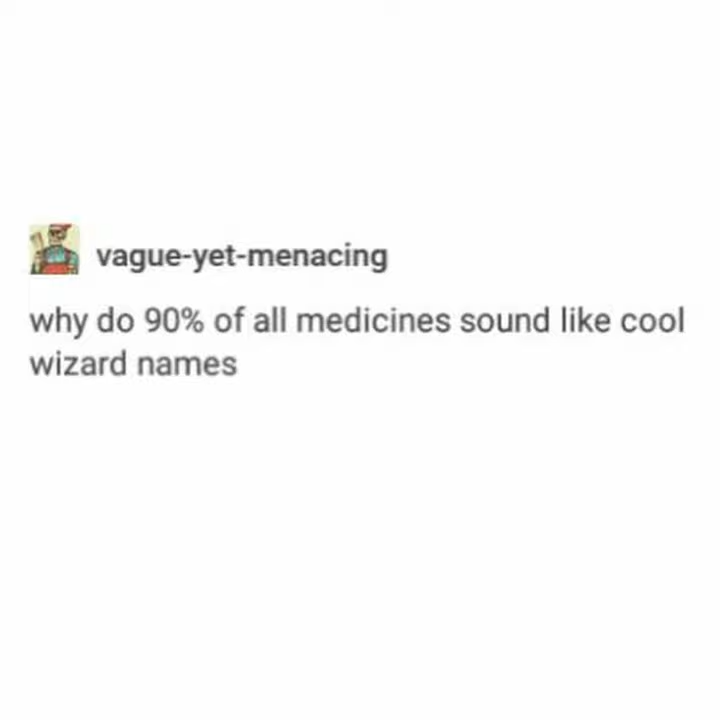 vague-yet-menacing
why do 90% of all medicines sound like cool
wizard names